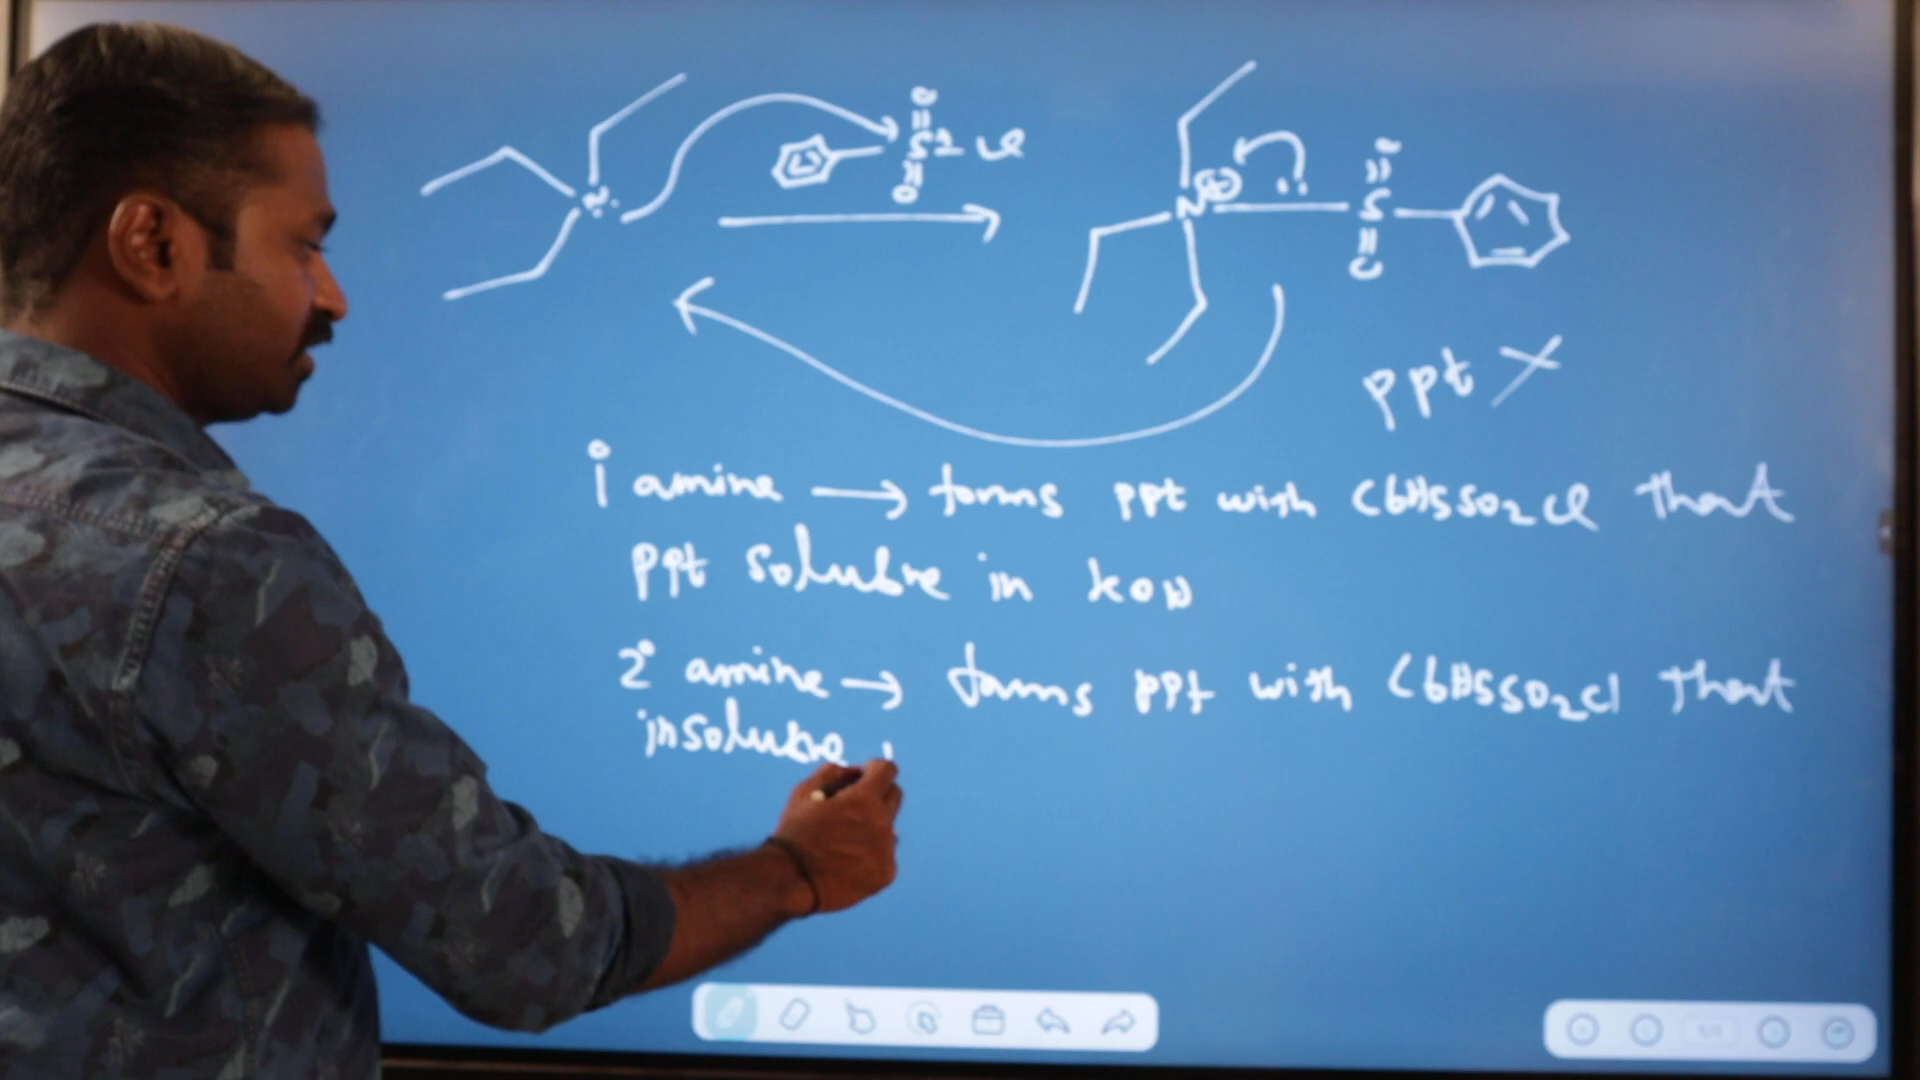 N:
O
S
Cl
O
N⊕
O
S
O
ppt X
1° amine → forms ppt with C6H5SO2Cl that
ppt soluble in KOH
2° amine → forms ppt with C6H5SO2Cl that
insoluble i